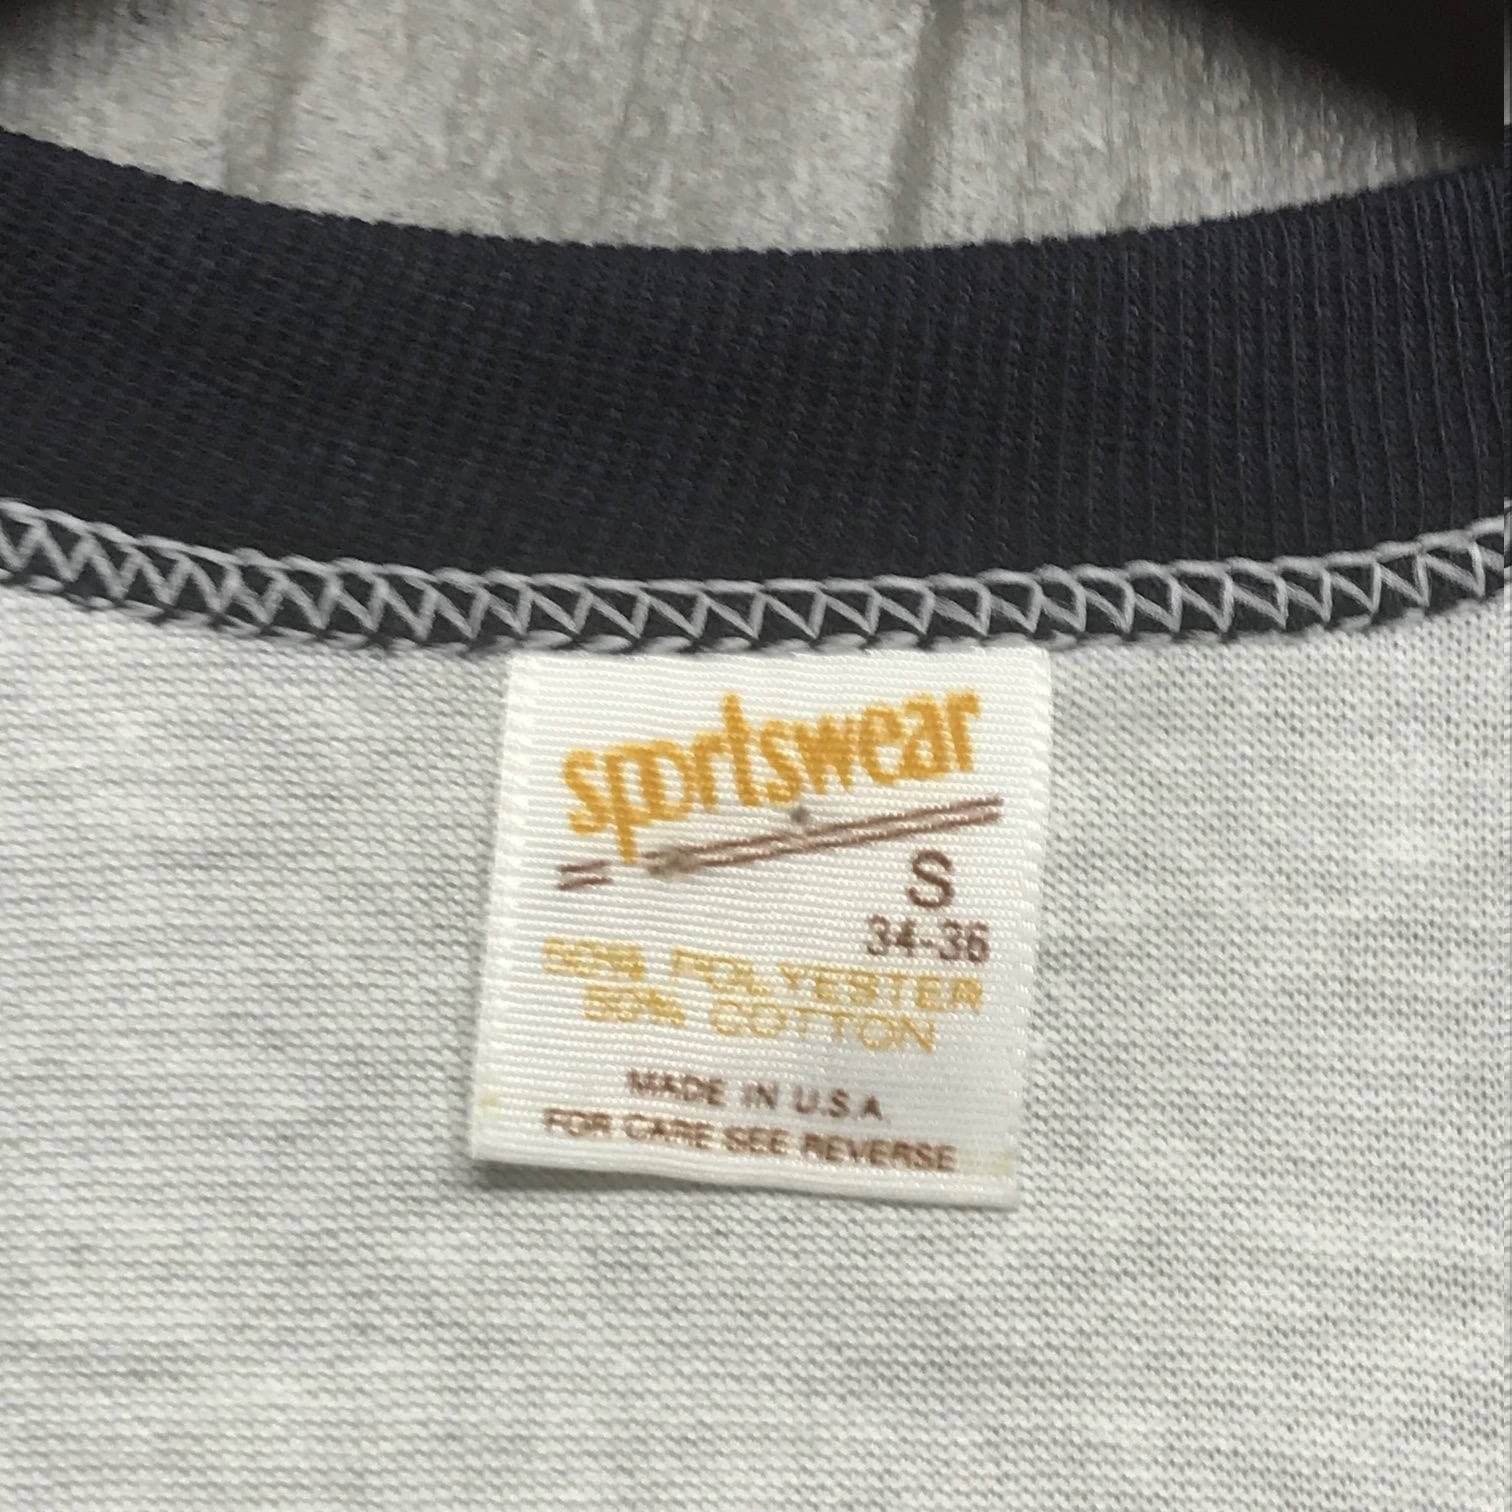 sportswear
S
34-36
50% POLYESTER
50% COTTON
MADE IN U.S.A.
FOR CARE SEE REVERSE